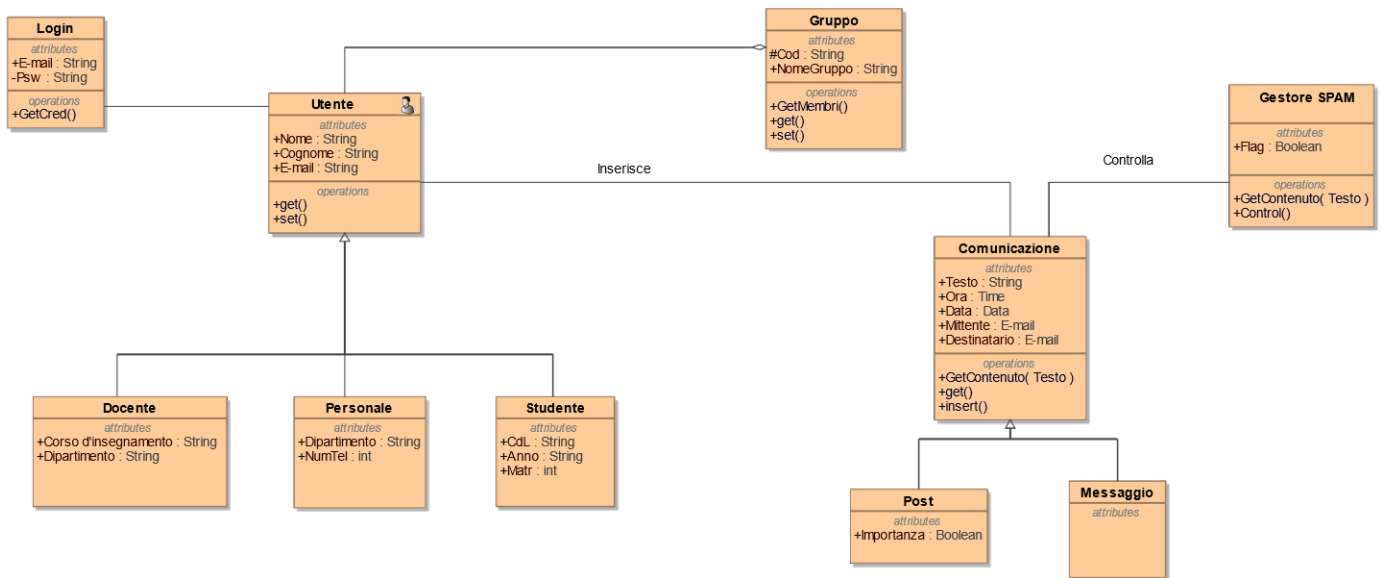 Login
attributes
+E-mail : String
-Psw : String
operations
+GetCred()
Gruppo
attributes
#Cod : String
+NomeGruppo : String
operations
+GetMembri()
+get()
+set()
Utente
attributes
+Nome : String
+Cognome : String
+E-mail : String
operations
+get()
+set()
Gestore SPAM
attributes
+Flag : Boolean
operations
+GetContenuto( Testo )
+Control()
Inserisce
Controlla
Comunicazione
attributes
+Testo : String
+Ora : Time
+Data : Data
+Mittente : E-mail
+Destinatario : E-mail
operations
+GetContenuto( Testo )
+get()
+insert()
Docente
attributes
+Corso d'insegnamento : String
+Dipartimento : String
Personale
attributes
+Dipartimento : String
+NumTel : int
Studente
attributes
+CdL : String
+Anno : String
+Matr : int
Post
attributes
+Importanza : Boolean
Messaggio
attributes